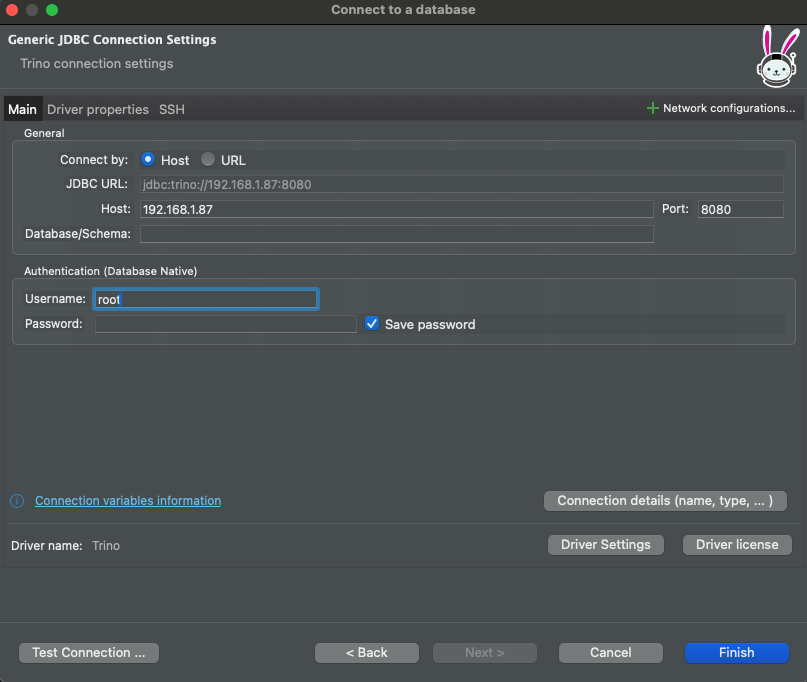 Connect to a database
Generic JDBC Connection Settings
Trino connection settings
Main Driver properties SSH Network configurations...
General
Connect by: Host URL
JDBC URL: jdbc:trino://192.168.1.87:8080
Host: 192.168.1.87 Port: 8080
Database/Schema:
Authentication (Database Native)
Username: root
Password: Save password
Connection variables information Connection details (name, type, ... )
Driver name: Trino Driver Settings Driver license
Test Connection ... < Back Next > Cancel Finish